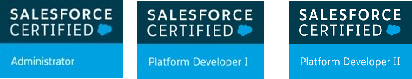 SALESFORCE
CERTIFIED
Administrator
SALESFORCE
CERTIFIED
Platform Developer I
SALESFORCE
CERTIFIED
Platform Developer II